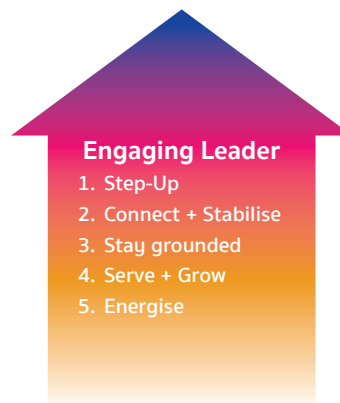 Engaging Leader
1. Step-Up
2. Connect + Stabilise
3. Stay grounded
4. Serve + Grow
5. Energise